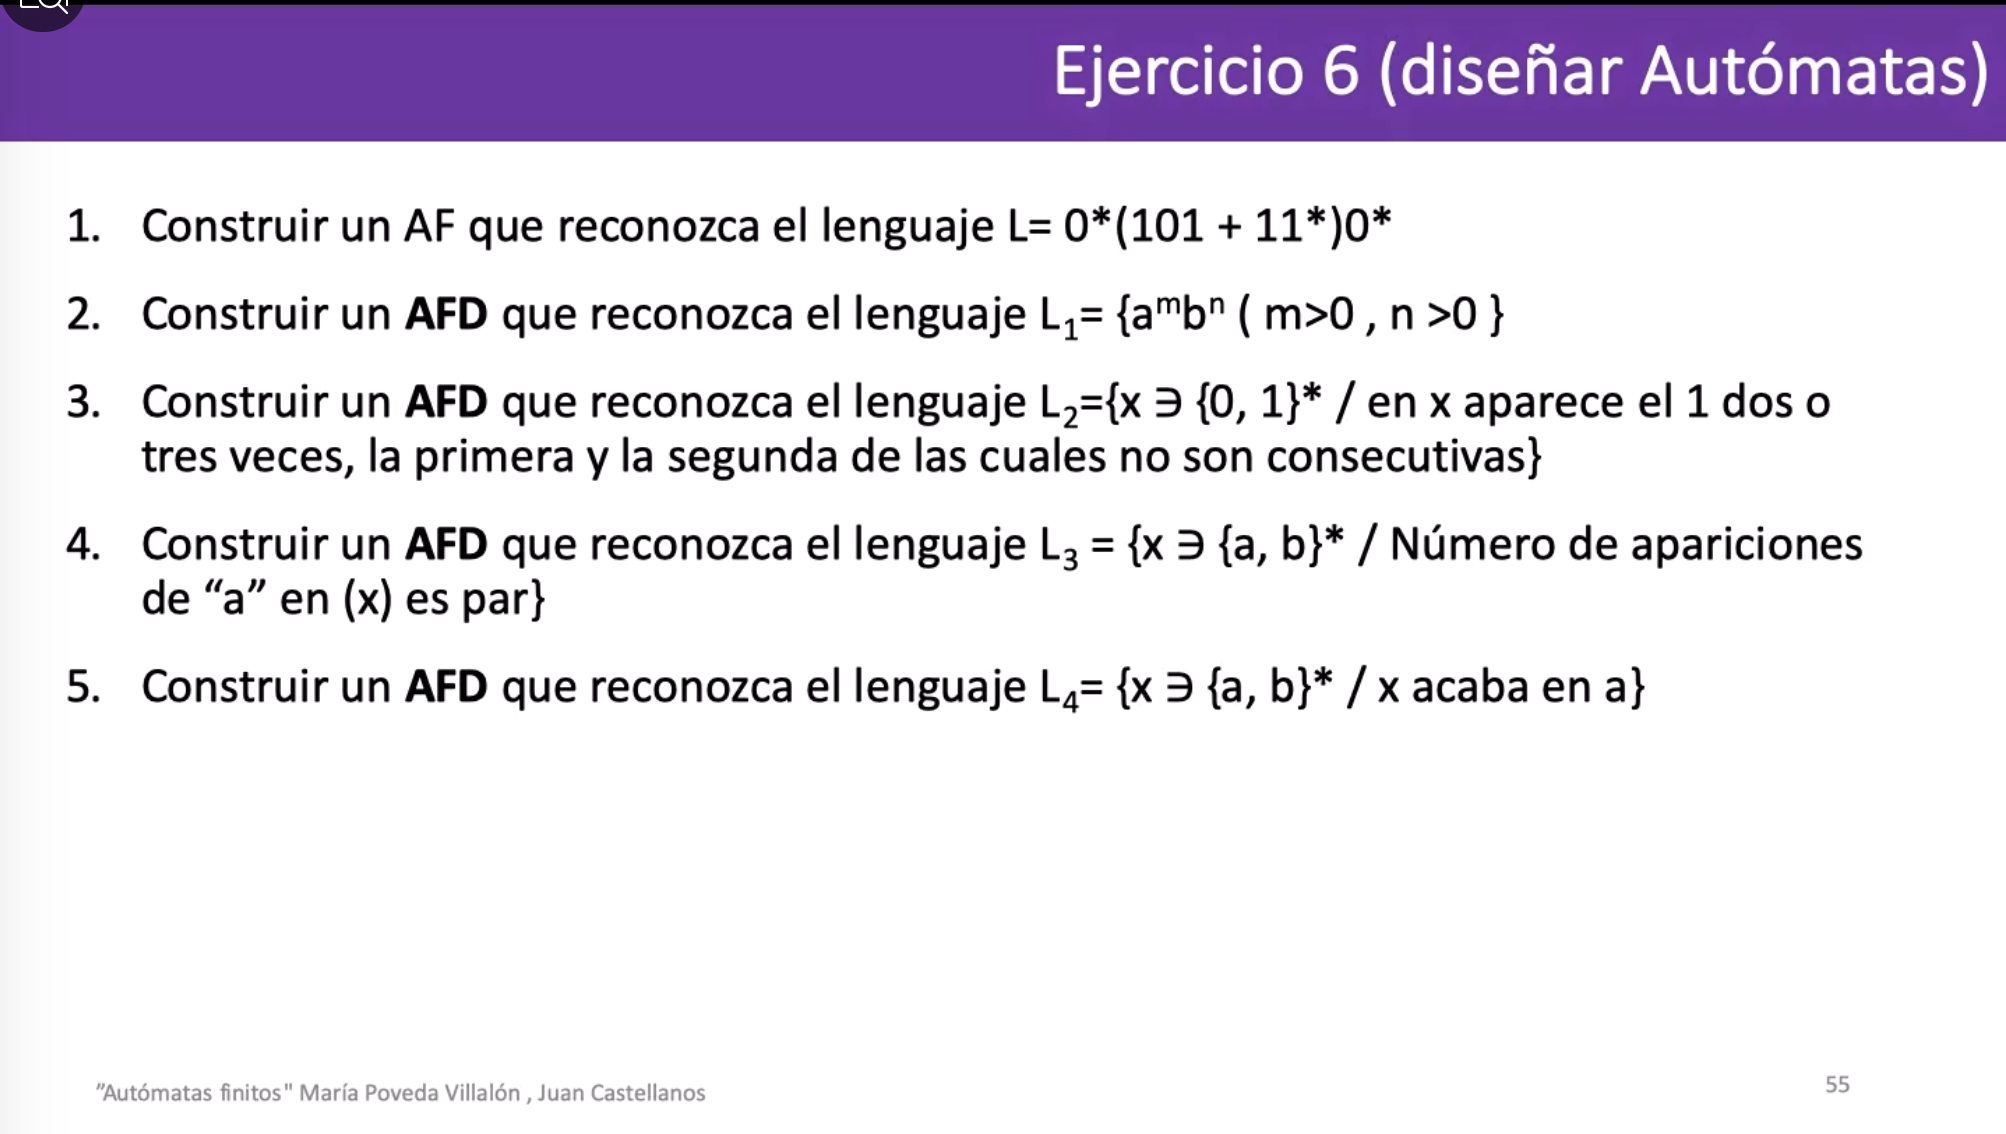 Ejercicio 6 (diseñar Autómatas)
1. Construir un AF que reconozca el lenguaje L= 0*(101 + 11*)0*
2. Construir un AFD que reconozca el lenguaje L₁= {aᵐbⁿ ( m>0 , n >0 }
3. Construir un AFD que reconozca el lenguaje L₂={x ∋ {0, 1}* / en x aparece el 1 dos o
tres veces, la primera y la segunda de las cuales no son consecutivas}
4. Construir un AFD que reconozca el lenguaje L₃ = {x ∋ {a, b}* / Número de apariciones
de “a” en (x) es par}
5. Construir un AFD que reconozca el lenguaje L₄= {x ∋ {a, b}* / x acaba en a}
”Autómatas finitos" María Poveda Villalón , Juan Castellanos
55